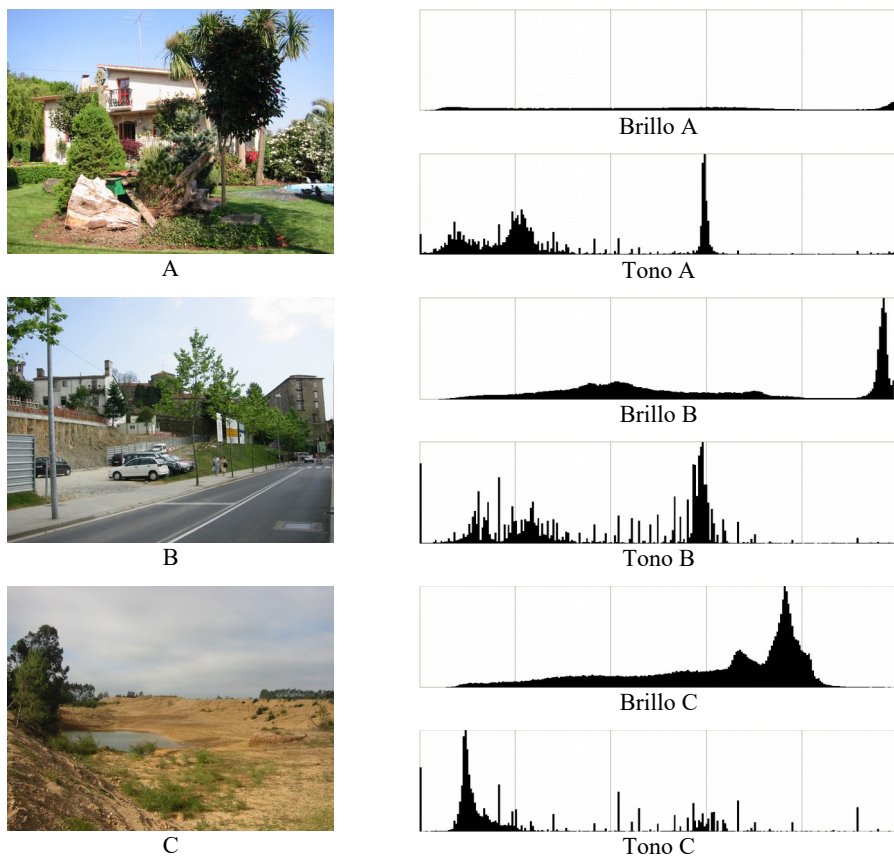 A
Brillo A
Tono A
B
Brillo B
Tono B
C
Brillo C
Tono C